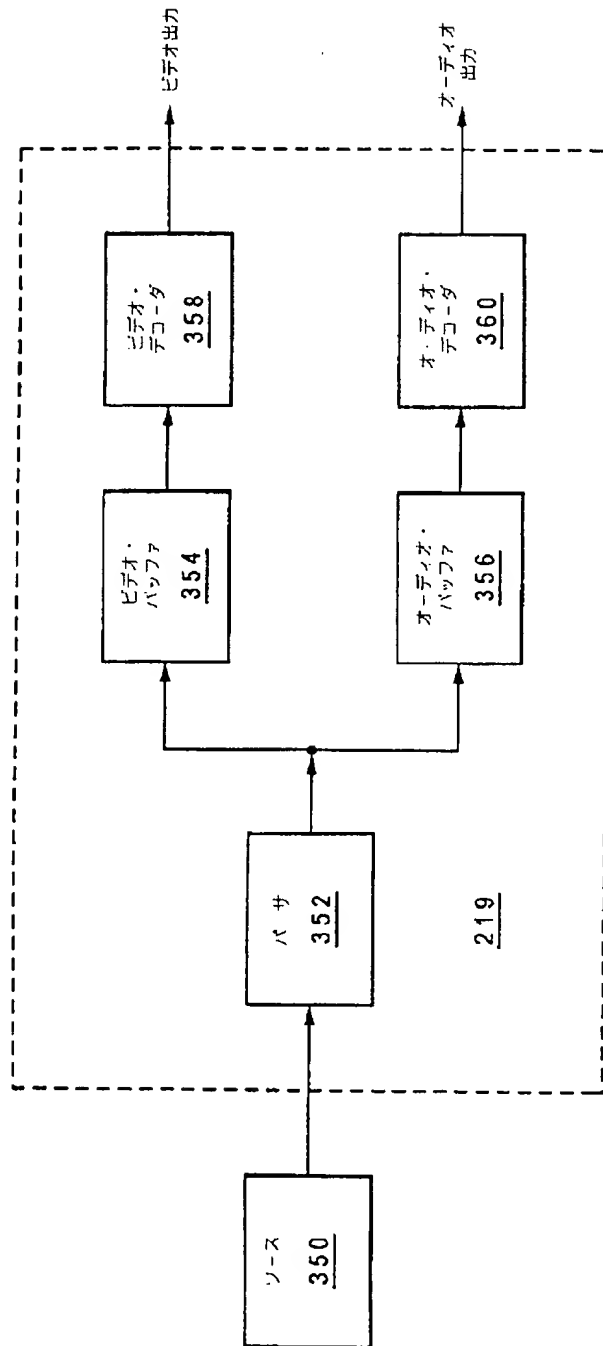 ソース
350
パーサ
352
219
ビデオ・
バッファ
354
オーディオ・
バッファ
356
ビデオ・
デコーダ
358
オ・ディオ・
デコーダ
360
ビデオ出力
オーディオ
出力